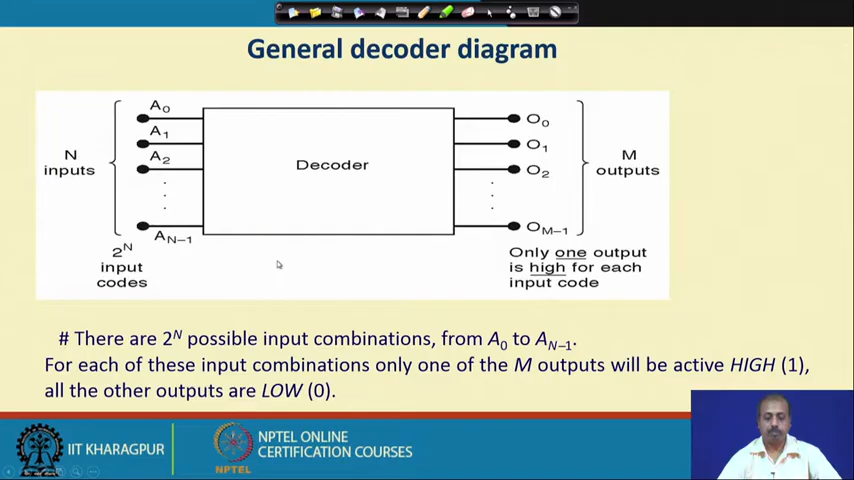 General decoder diagram
N
inputs
A0
A1
A2
.
.
.
AN–1
2N
input
codes
Decoder
O0
O1
O2
.
.
.
OM–1
M
outputs
Only one output
is high for each
input code
# There are 2N possible input combinations, from A0 to AN–1.
For each of these input combinations only one of the M outputs will be active HIGH (1),
all the other outputs are LOW (0).
IIT KHARAGPUR
NPTEL
NPTEL ONLINE
CERTIFICATION COURSES